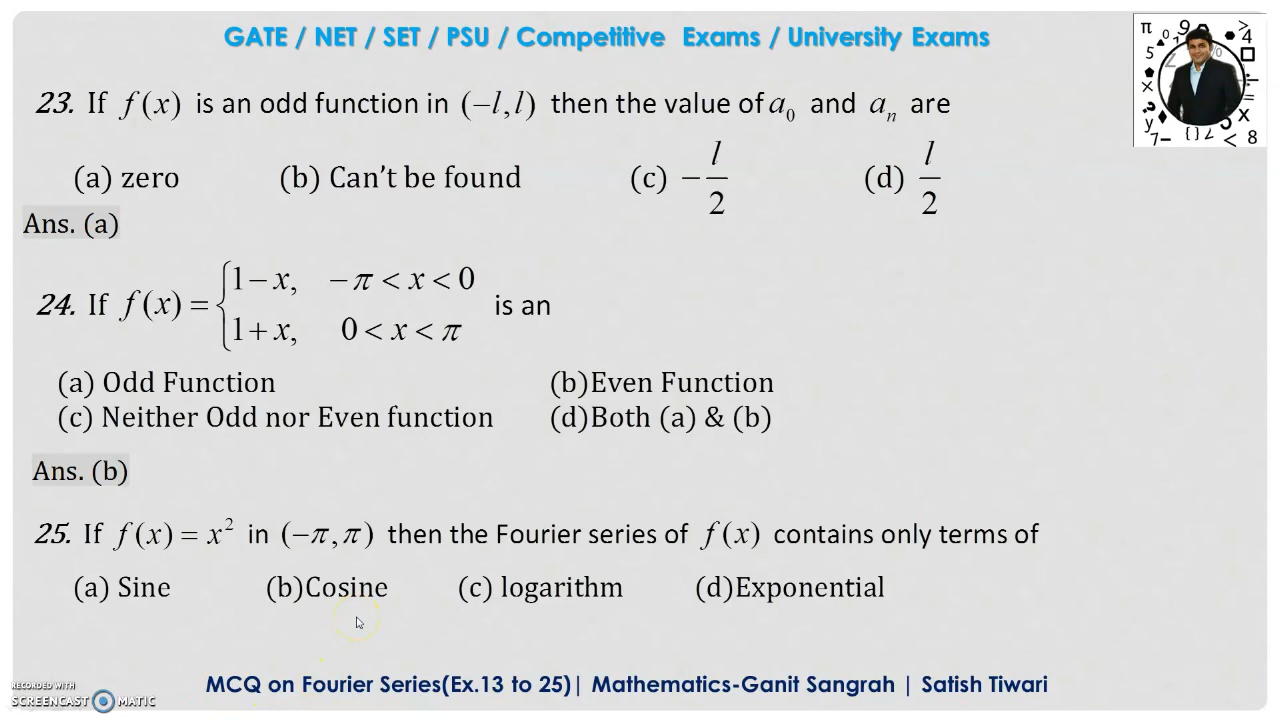 GATE / NET / SET / PSU / Competitive Exams / University Exams
23. If f(x) is an odd function in (−l, l) then the value of a₀ and aₙ are
(a) zero (b) Can't be found (c) −l/2 (d) l/2
Ans. (a)
24. If f(x) = { 1 − x, −π < x < 0
1 + x, 0 < x < π is an
(a) Odd Function (b)Even Function
(c) Neither Odd nor Even function (d)Both (a) & (b)
Ans. (b)
25. If f(x) = x² in (−π, π) then the Fourier series of f(x) contains only terms of
(a) Sine (b)Cosine (c) logarithm (d)Exponential
RECORDED WITH
SCREENCAST MATIC
MCQ on Fourier Series(Ex.13 to 25)| Mathematics-Ganit Sangrah | Satish Tiwari